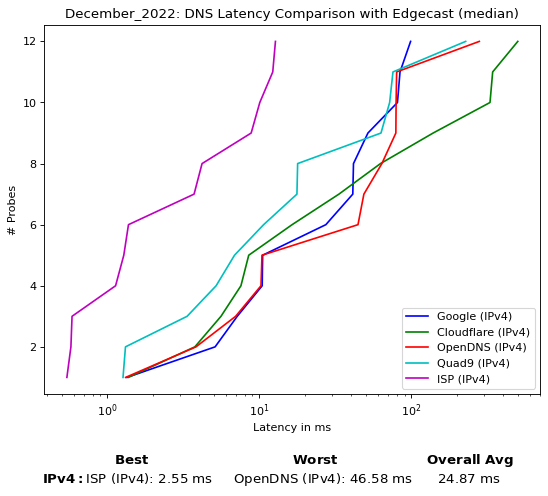 December_2022: DNS Latency Comparison with Edgecast (median)
12
10
8
6
4
2
# Probes
Google (IPv4)
Cloudflare (IPv4)
OpenDNS (IPv4)
Quad9 (IPv4)
ISP (IPv4)
10⁰ 10¹ 10²
Latency in ms
Best Worst Overall Avg
IPv4: ISP (IPv4): 2.55 ms OpenDNS (IPv4): 46.58 ms 24.87 ms